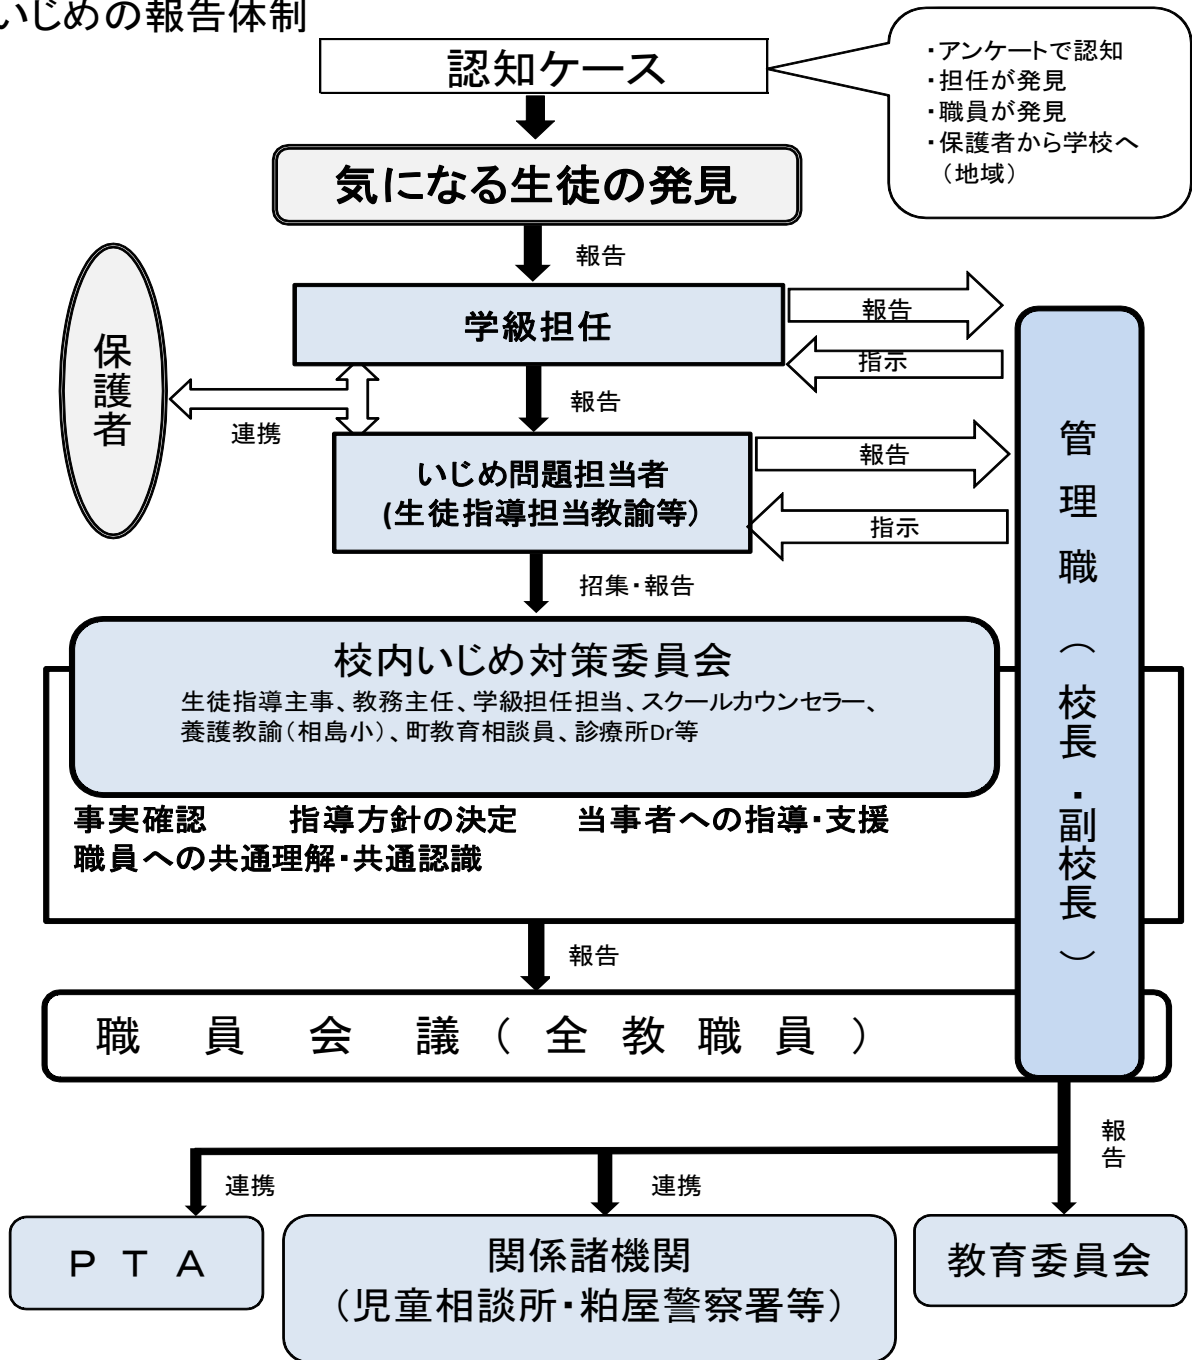 いじめの報告体制
認知ケース
・アンケートで認知
・担任が発見
・職員が発見
・保護者から学校へ
（地域）
気になる生徒の発見
報告
学級担任
報告
指示
保護者
連携
報告
いじめ問題担当者
(生徒指導担当教諭等）
報告
指示
管理職（校長・副校長）
招集・報告
校内いじめ対策委員会
生徒指導主事、教務主任、学級担任担当、スクールカウンセラー、
養護教諭（相島小）、町教育相談員、診療所Dr等
事実確認　指導方針の決定　当事者への指導・支援
職員への共通理解・共通認識
報告
職員会議（全教職員）
報告
連携
連携
ＰＴＡ
関係諸機関
（児童相談所・粕屋警察署等）
教育委員会